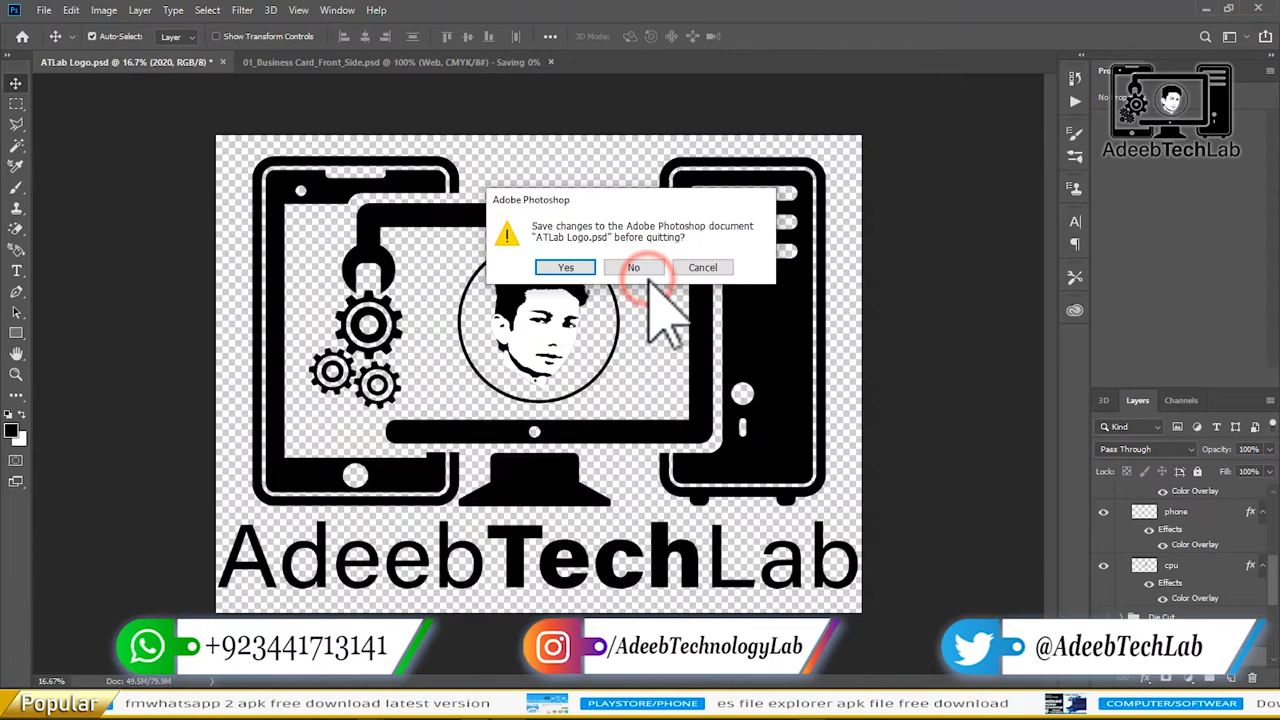 Ps File Edit Image Layer Type Select Filter 3D View Window Help
Auto-Select: Layer Show Transform Controls 3D Mode:
ATLab Logo.psd @ 16.7% (2020, RGB/8) * × 01_Business Card_Front_Side.psd @ 100% (Web, CMYK/8#) - Saving 0% ×
AdeebTechLab
Adobe Photoshop
Save changes to the Adobe Photoshop document
"ATLab Logo.psd" before quitting?
Yes No Cancel
AdeebTechLab
3D Layers Channels
Kind
Pass Through Opacity: 100%
Lock: Fill: 100%
Color Overlay
phone fx
Effects
Color Overlay
cpu fx
Effects
Color Overlay
Die Cut
+923441713141 /AdeebTechnologyLab @AdeebTechLab
16.67% Doc: 49.5M/79.9M
Popular fmwhatsapp 2 apk free download latest version PLAYSTORE/PHONE es file explorer apk file free download COMPUTER/SOFTWEAR